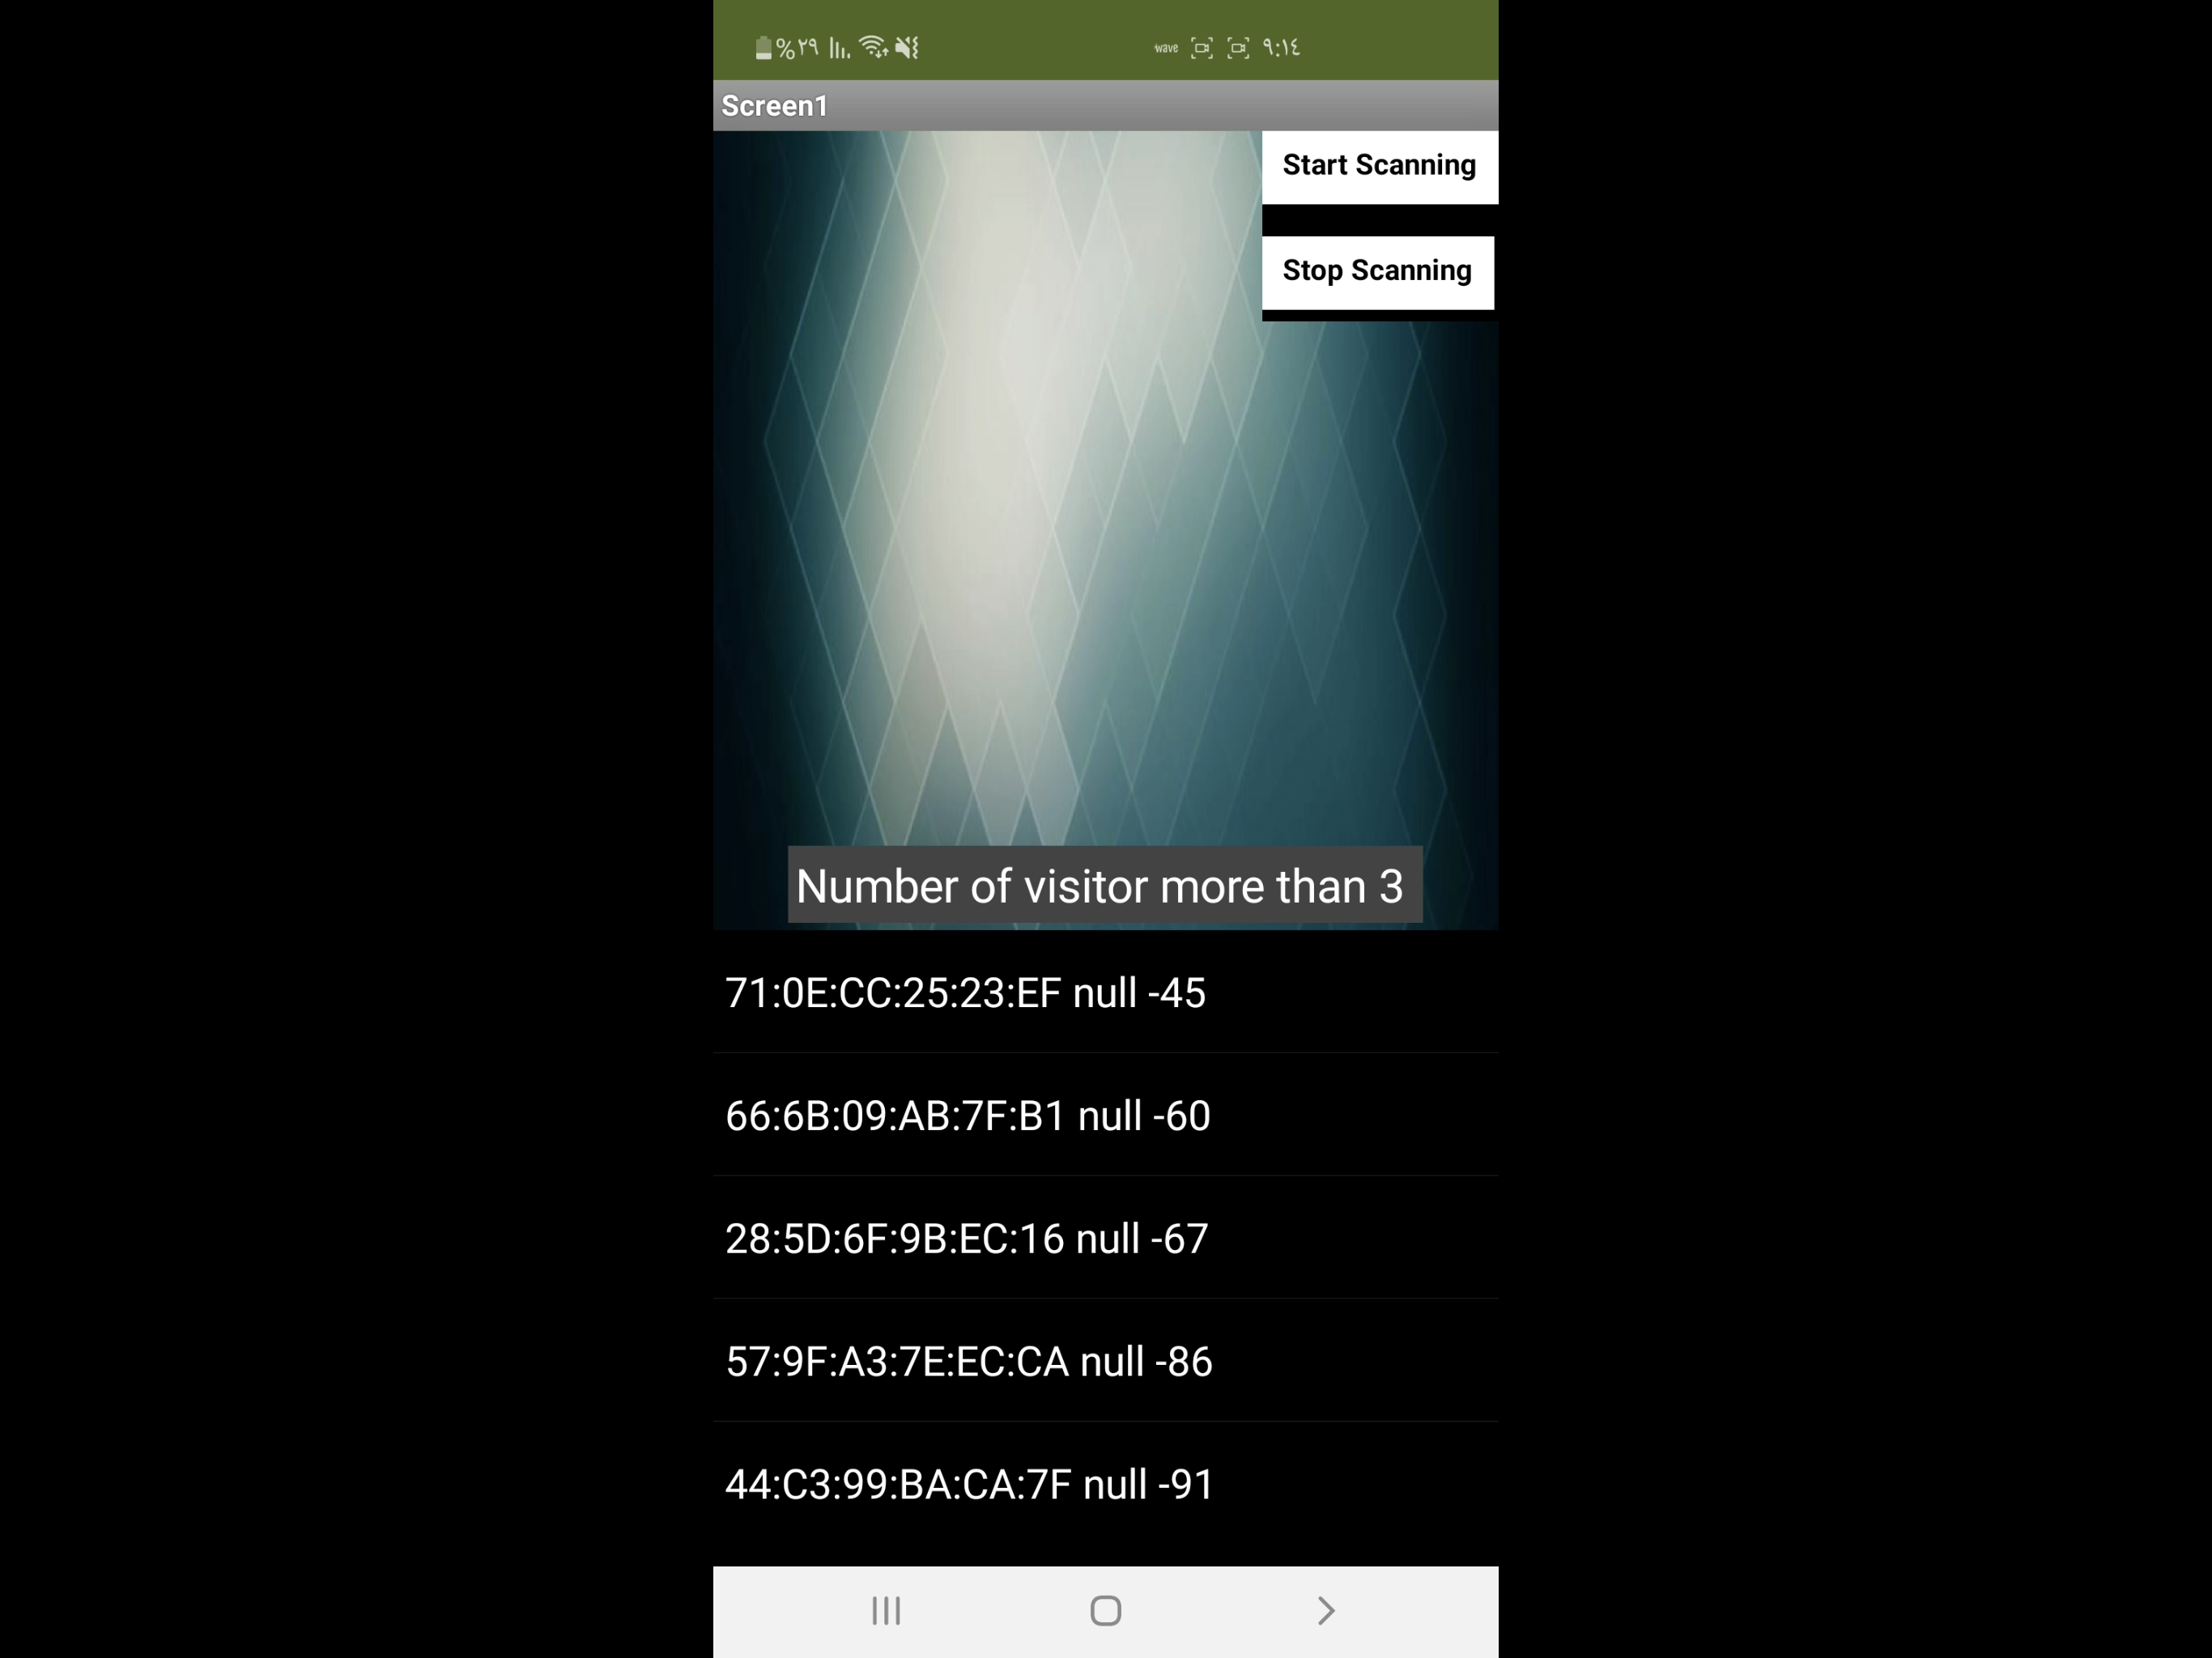 %٢٩ wave ٩:١٤
Screen1
Start Scanning
Stop Scanning
Number of visitor more than 3
71:0E:CC:25:23:EF null -45
66:6B:09:AB:7F:B1 null -60
28:5D:6F:9B:EC:16 null -67
57:9F:A3:7E:EC:CA null -86
44:C3:99:BA:CA:7F null -91